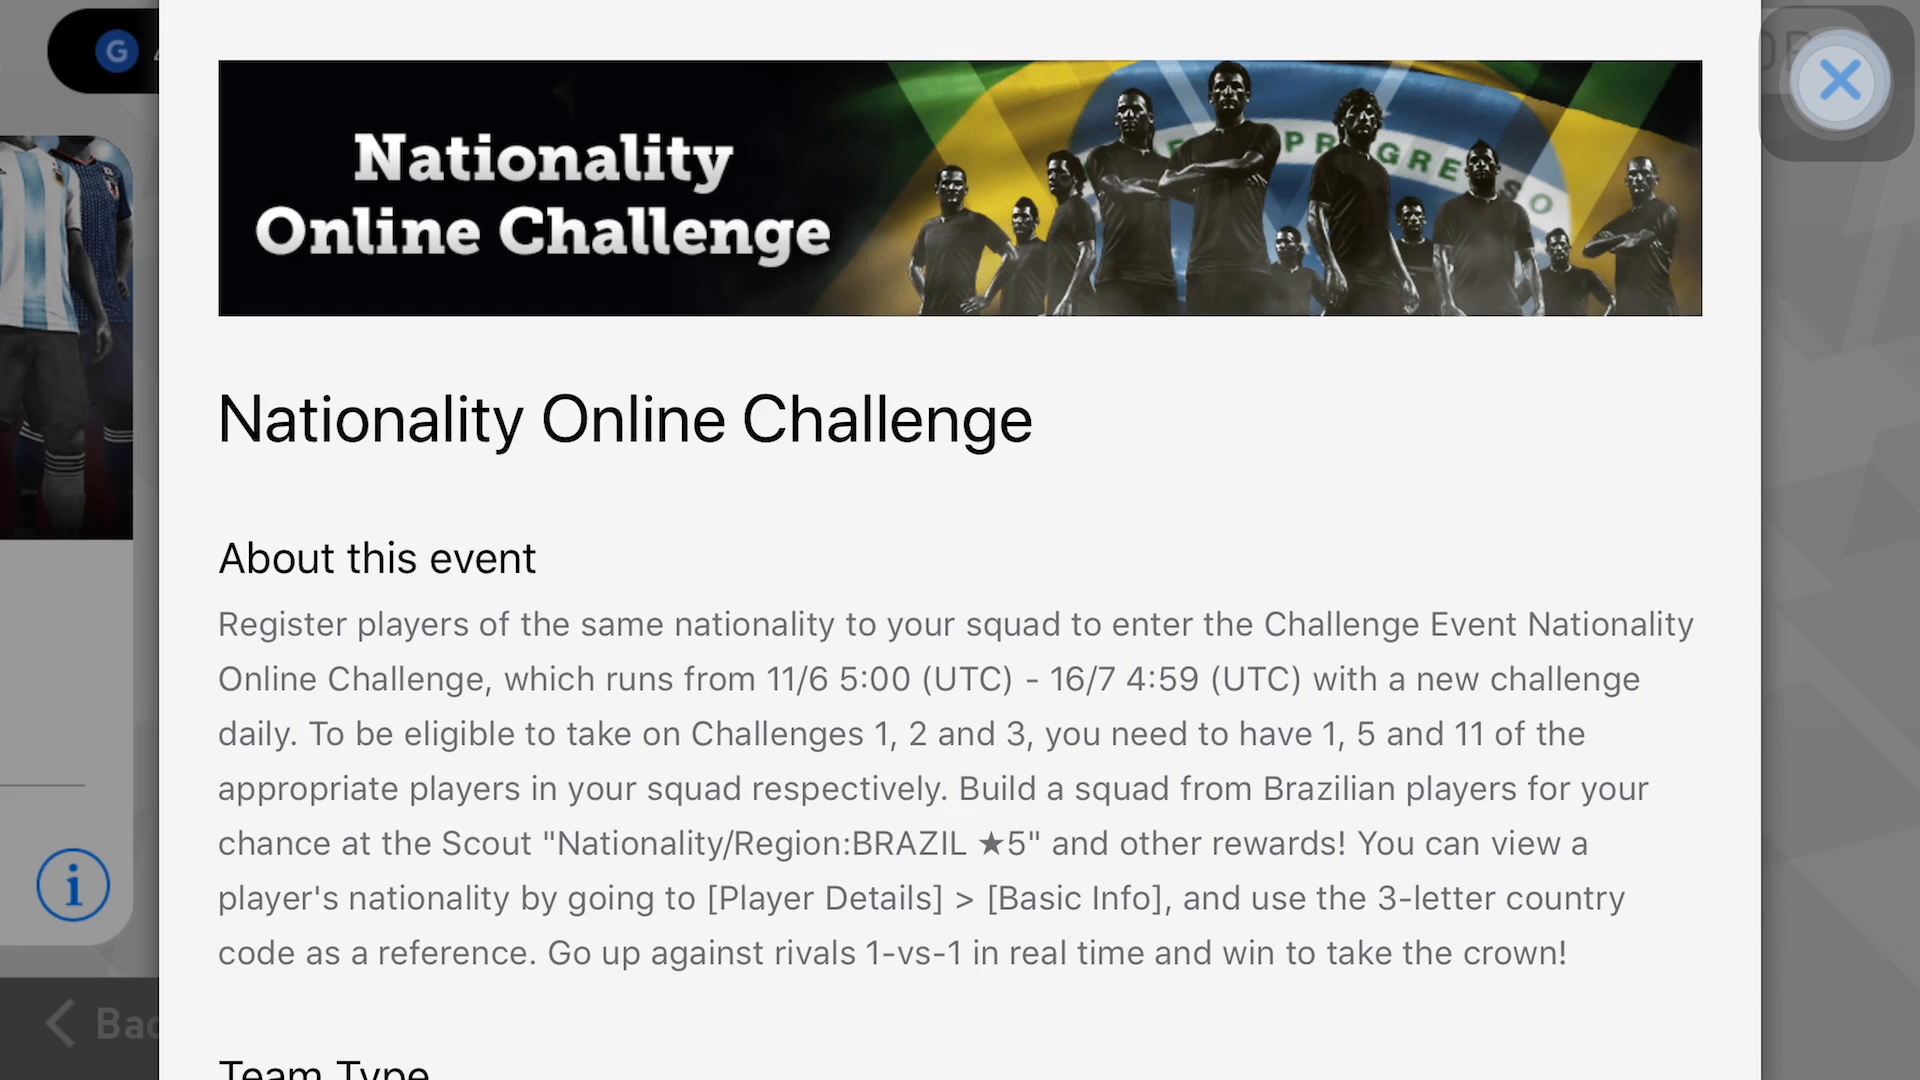 G
Nationality
Online Challenge
PROGRESSO
Nationality Online Challenge
About this event
Register players of the same nationality to your squad to enter the Challenge Event Nationality
Online Challenge, which runs from 11/6 5:00 (UTC) - 16/7 4:59 (UTC) with a new challenge
daily. To be eligible to take on Challenges 1, 2 and 3, you need to have 1, 5 and 11 of the
appropriate players in your squad respectively. Build a squad from Brazilian players for your
chance at the Scout "Nationality/Region:BRAZIL ★5" and other rewards! You can view a
player's nationality by going to [Player Details] > [Basic Info], and use the 3-letter country
code as a reference. Go up against rivals 1-vs-1 in real time and win to take the crown!
Bac
Team Type